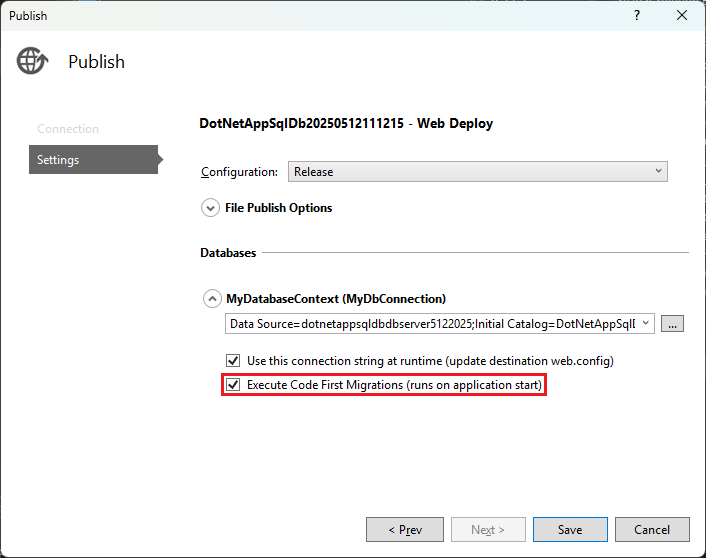 Publish
?
Publish
Connection
Settings
DotNetAppSqlDb20250512111215 - Web Deploy
Configuration: Release
File Publish Options
Databases
MyDatabaseContext (MyDbConnection)
Data Source=dotnetappsqldbdbserver5122025;Initial Catalog=DotNetAppSqlD
...
Use this connection string at runtime (update destination web.config)
Execute Code First Migrations (runs on application start)
< Prev Next > Save Cancel